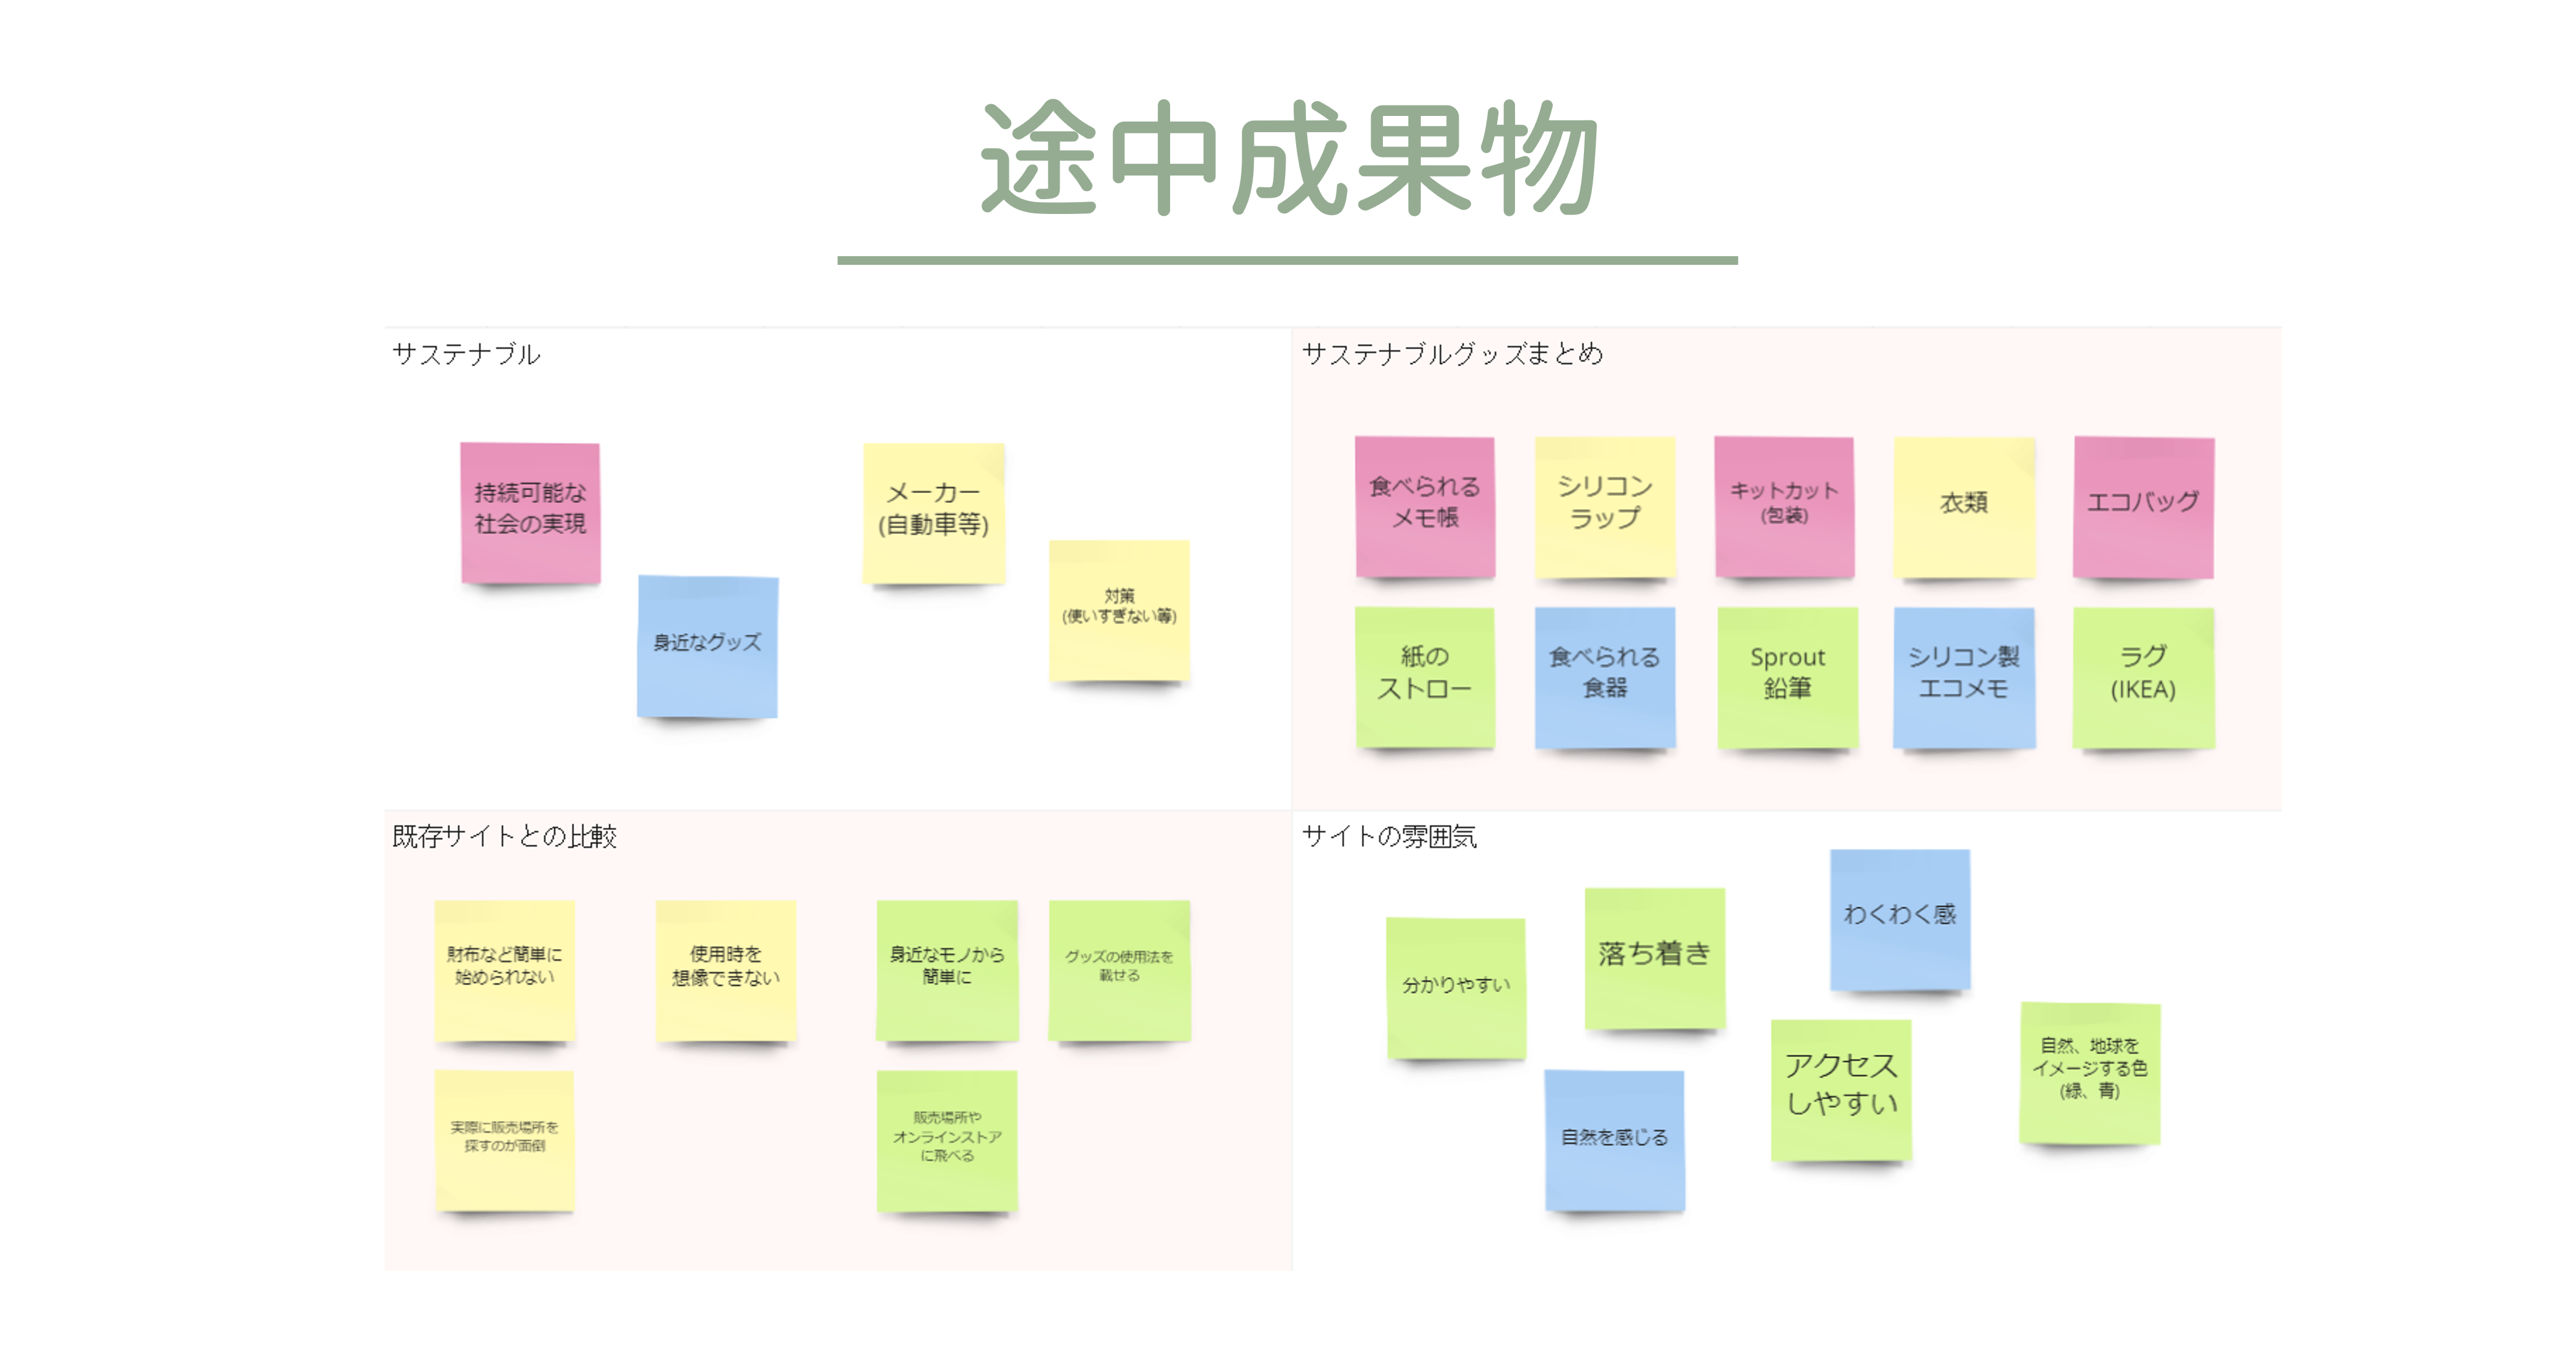 途中成果物
サステナブル
持続可能な
社会の実現
身近なグッズ
メーカー
(自動車等)
対策
(使いすぎない等)
サステナブルグッズまとめ
食べられる
メモ帳
シリコン
ラップ
キットカット
(包装)
衣類
エコバッグ
紙の
ストロー
食べられる
食器
Sprout
鉛筆
シリコン製
エコメモ
ラグ
(IKEA)
既存サイトとの比較
財布など簡単に
始められない
使用時を
想像できない
身近なモノから
簡単に
グッズの使用法を
載せる
実際に販売場所を
探すのが面倒
販売場所や
オンラインストア
に飛べる
サイトの雰囲気
分かりやすい
落ち着き
わくわく感
自然を感じる
アクセス
しやすい
自然、地球を
イメージする色
(緑、青)